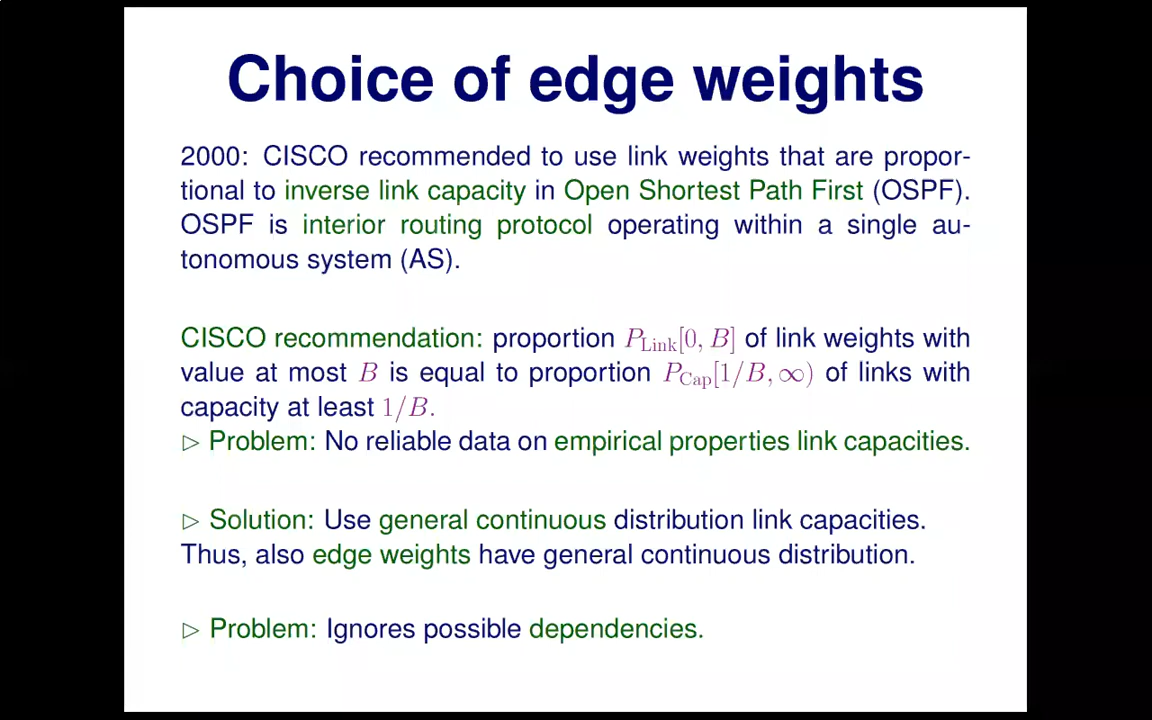 Choice of edge weights
2000: CISCO recommended to use link weights that are propor-
tional to inverse link capacity in Open Shortest Path First (OSPF).
OSPF is interior routing protocol operating within a single au-
tonomous system (AS).
CISCO recommendation: proportion P_Link[0, B] of link weights with
value at most B is equal to proportion P_Cap[1/B, ∞) of links with
capacity at least 1/B.
▷ Problem: No reliable data on empirical properties link capacities.
▷ Solution: Use general continuous distribution link capacities.
Thus, also edge weights have general continuous distribution.
▷ Problem: Ignores possible dependencies.